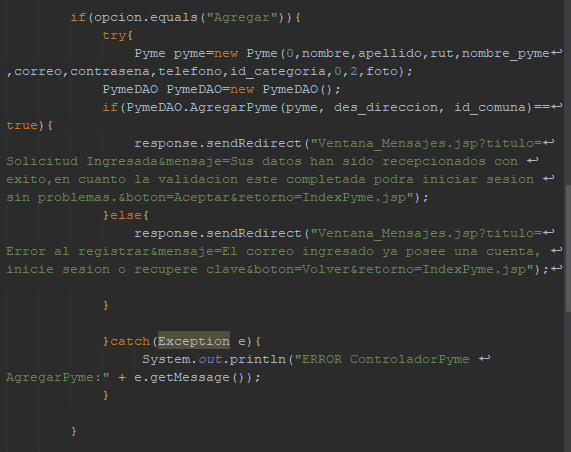 if(opcion.equals("Agregar")){
try{
Pyme pyme=new Pyme(0,nombre,apellido,rut,nombre_pyme↩
,correo,contrasena,telefono,id_categoria,0,2,foto);
PymeDAO PymeDAO=new PymeDAO();
if(PymeDAO.AgregarPyme(pyme, des_direccion, id_comuna)==↩
true){
response.sendRedirect("Ventana_Mensajes.jsp?titulo=↩
Solicitud Ingresada&mensaje=Sus datos han sido recepcionados con ↩
exito,en cuanto la validacion este completada podra iniciar sesion ↩
sin problemas.&boton=Aceptar&retorno=IndexPyme.jsp");
}else{
response.sendRedirect("Ventana_Mensajes.jsp?titulo=↩
Error al registrar&mensaje=El correo ingresado ya posee una cuenta, ↩
inicie sesion o recupere clave&boton=Volver&retorno=IndexPyme.jsp");↩
}
}catch(Exception e){
System.out.println("ERROR ControladorPyme ↩
AgregarPyme:" + e.getMessage());
}
}